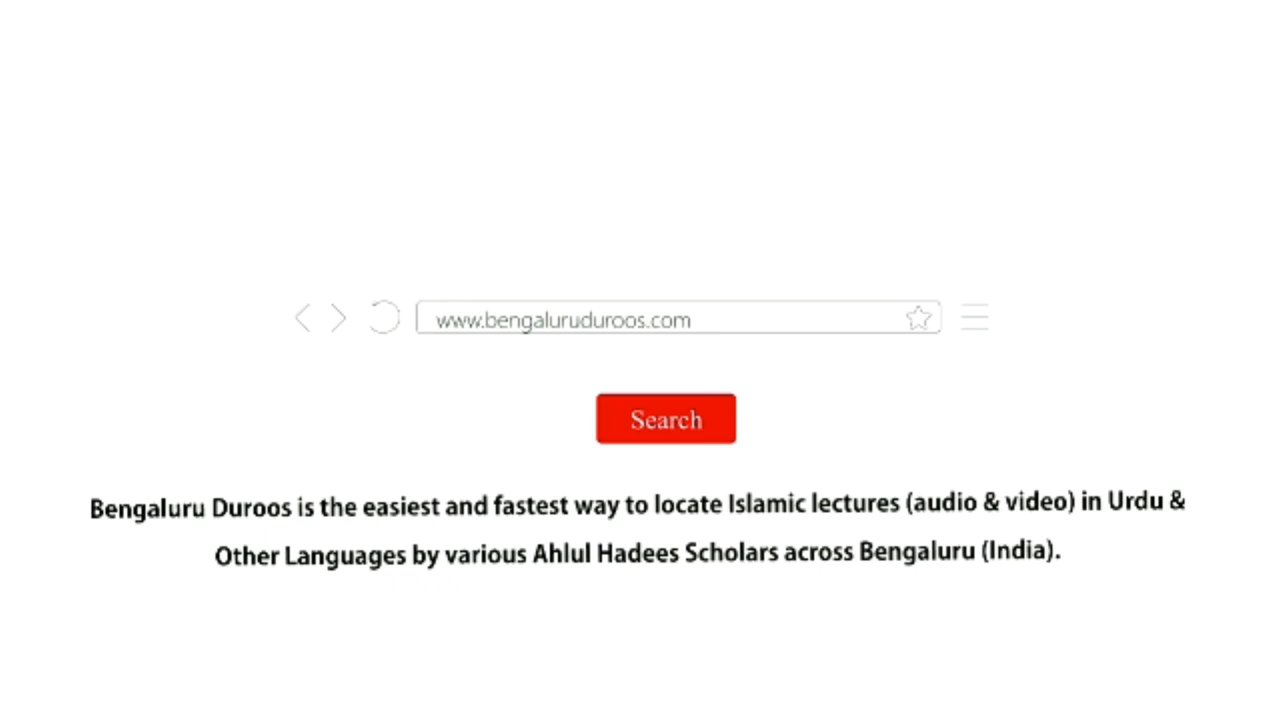 www.bengaluruduroos.com
Search
Bengaluru Duroos is the easiest and fastest way to locate Islamic lectures (audio & video) in Urdu &
Other Languages by various Ahlul Hadees Scholars across Bengaluru (India).